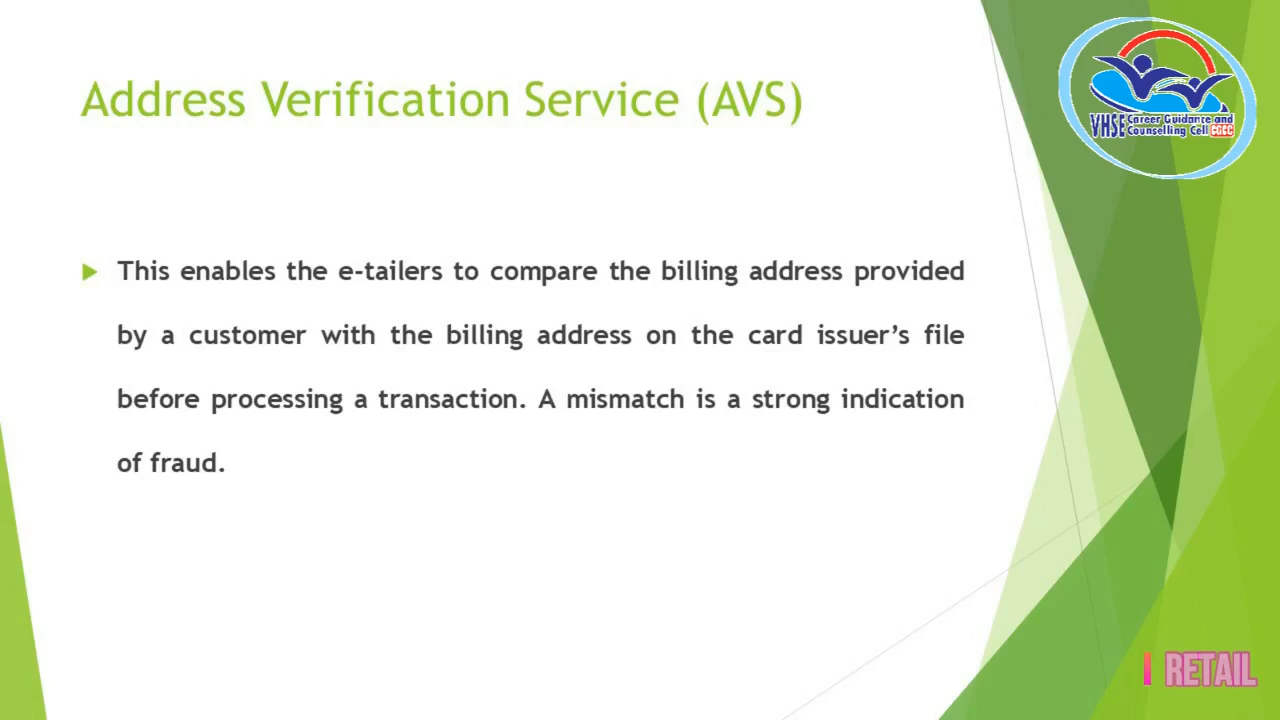 Address Verification Service (AVS)
VHSE Career Guidance and
Counselling Cell CGCC
This enables the e-tailers to compare the billing address provided
by a customer with the billing address on the card issuer’s file
before processing a transaction. A mismatch is a strong indication
of fraud.
I RETAIL